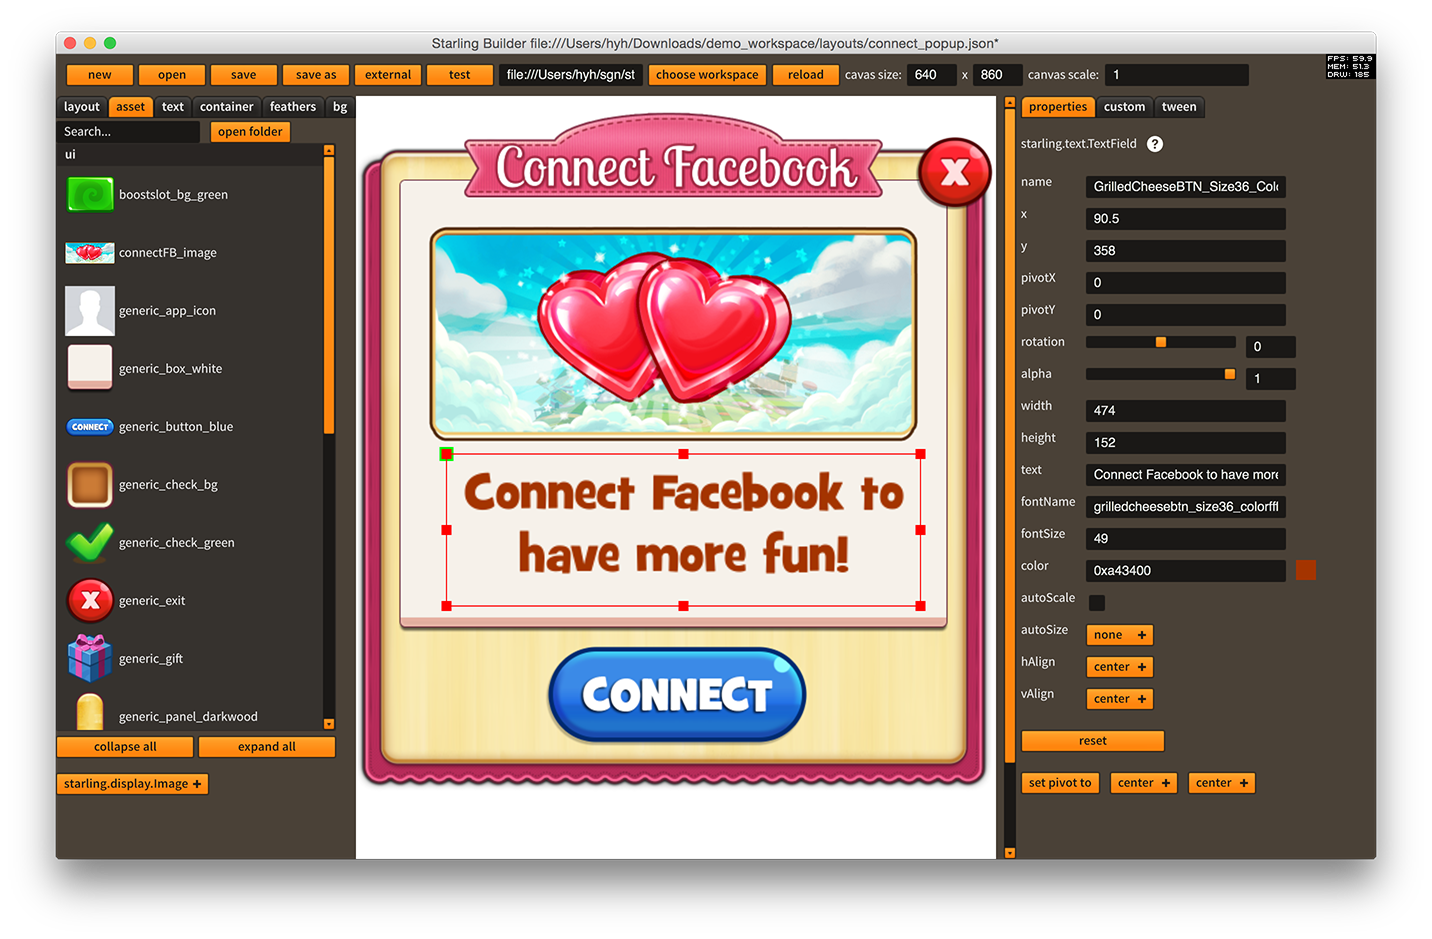 Starling Builder file:///Users/hyh/Downloads/demo_workspace/layouts/connect_popup.json*
new open save save as external test file:///Users/hyh/sgn/st choose workspace reload cavas size: 640 x 860 canvas scale: 1
FPS: 59.9
MEM: 51.3
DRW: 185
layout asset text container feathers bg
Search... open folder
ui
boostslot_bg_green
connectFB_image
generic_app_icon
generic_box_white
CONNECT generic_button_blue
generic_check_bg
generic_check_green
X generic_exit
generic_gift
generic_panel_darkwood
collapse all expand all
starling.display.Image +
Connect Facebook
X
Connect Facebook to
have more fun!
CONNECT
properties custom tween
starling.text.TextField ?
name GrilledCheeseBTN_Size36_Col
x 90.5
y 358
pivotX 0
pivotY 0
rotation 0
alpha 1
width 474
height 152
text Connect Facebook to have more
fontName grilledcheesebtn_size36_colorfff
fontSize 49
color 0xa43400
autoScale
autoSize none +
hAlign center +
vAlign center +
reset
set pivot to center + center +